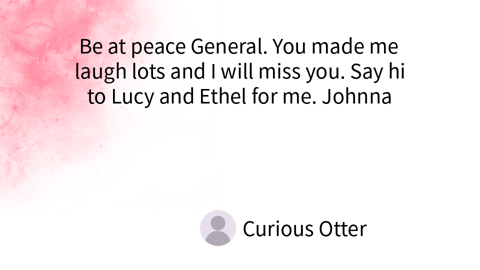 Be at peace General. You made me
laugh lots and I will miss you. Say hi
to Lucy and Ethel for me. Johnna
Curious Otter